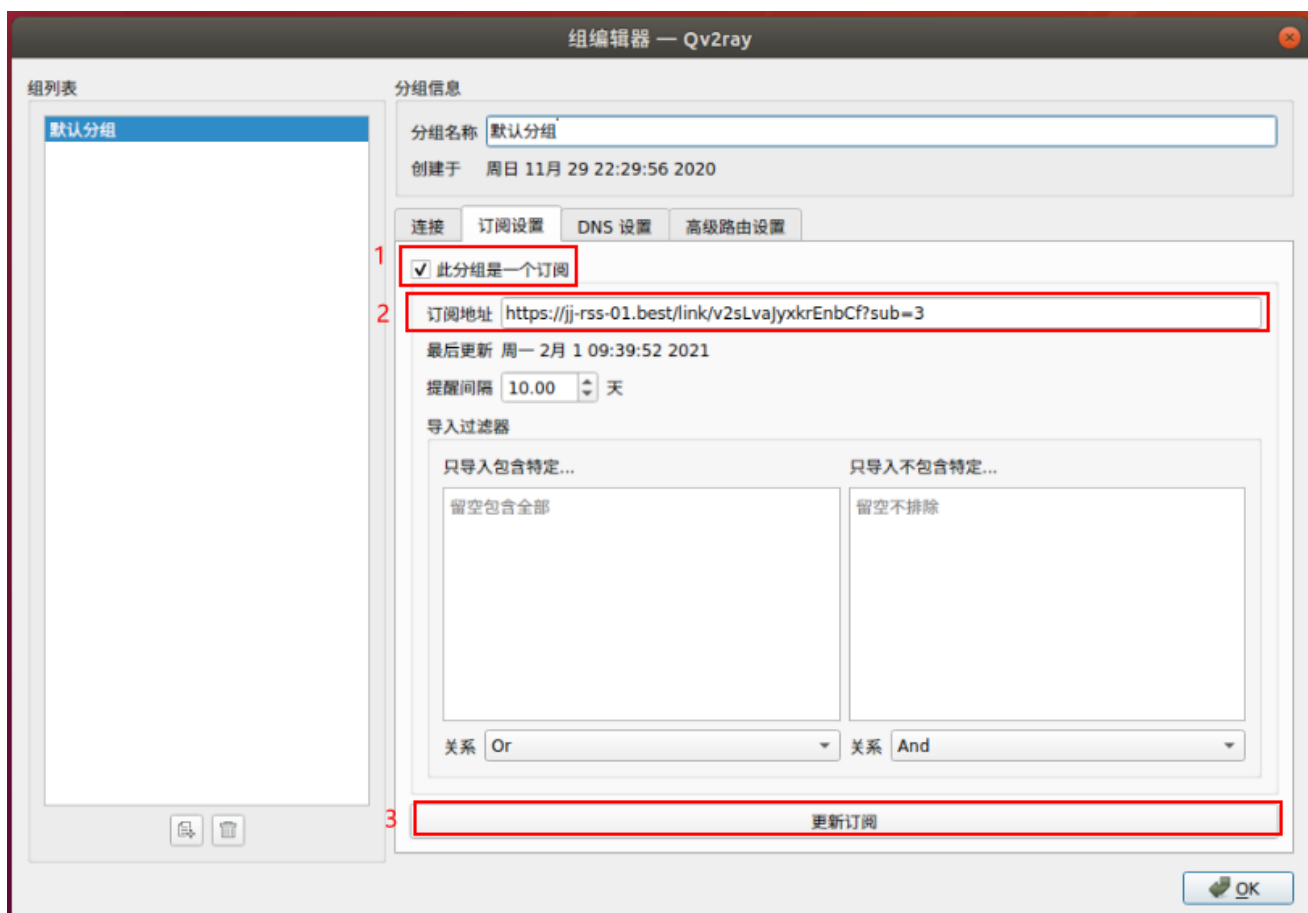 组编辑器 — Qv2ray
组列表
默认分组
分组信息
分组名称 默认分组
创建于 周日 11月 29 22:29:56 2020
连接 订阅设置 DNS 设置 高级路由设置
1
此分组是一个订阅
2
订阅地址 https://jj-rss-01.best/link/v2sLvaJyxkrEnbCf?sub=3
最后更新 周一 2月 1 09:39:52 2021
提醒间隔 10.00 天
导入过滤器
只导入包含特定... 只导入不包含特定...
留空包含全部 留空不排除
关系 Or 关系 And
3
更新订阅
OK